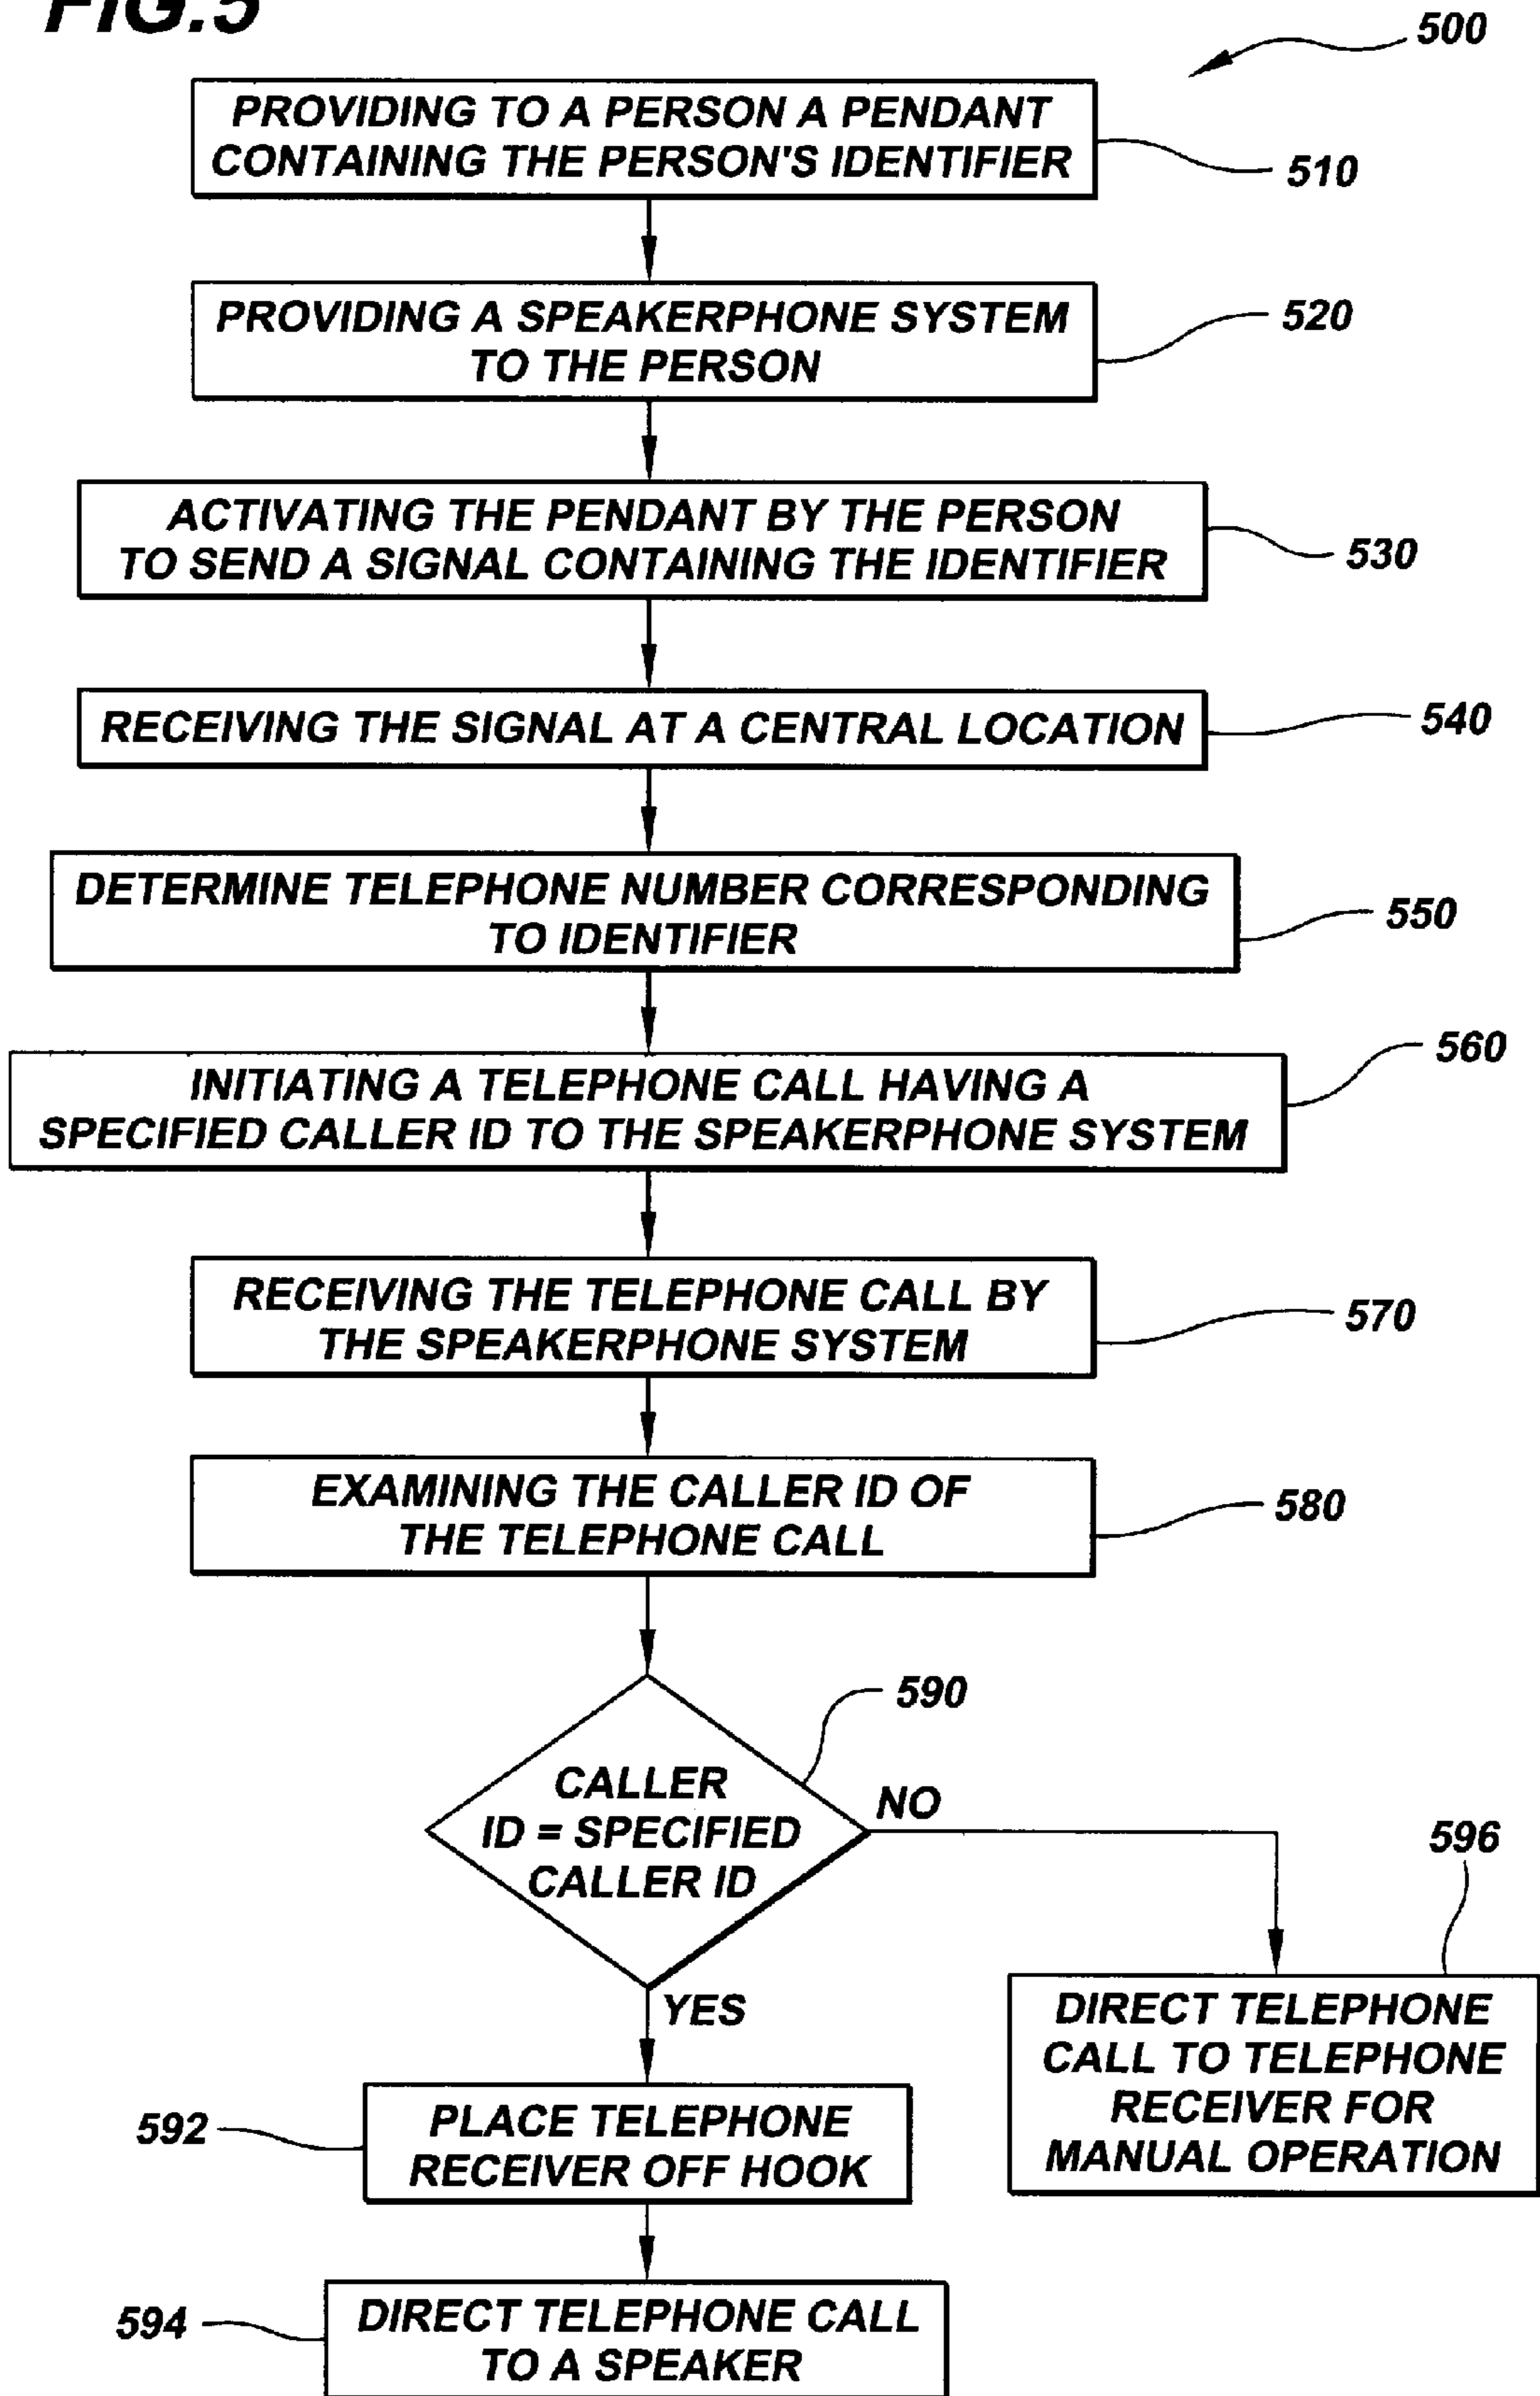 FIG.5
500
PROVIDING TO A PERSON A PENDANT
CONTAINING THE PERSON'S IDENTIFIER
510
PROVIDING A SPEAKERPHONE SYSTEM
TO THE PERSON
520
ACTIVATING THE PENDANT BY THE PERSON
TO SEND A SIGNAL CONTAINING THE IDENTIFIER
530
RECEIVING THE SIGNAL AT A CENTRAL LOCATION
540
DETERMINE TELEPHONE NUMBER CORRESPONDING
TO IDENTIFIER
550
INITIATING A TELEPHONE CALL HAVING A
SPECIFIED CALLER ID TO THE SPEAKERPHONE SYSTEM
560
RECEIVING THE TELEPHONE CALL BY
THE SPEAKERPHONE SYSTEM
570
EXAMINING THE CALLER ID OF
THE TELEPHONE CALL
580
590
CALLER
ID = SPECIFIED
CALLER ID
NO
YES
596
DIRECT TELEPHONE
CALL TO TELEPHONE
RECEIVER FOR
MANUAL OPERATION
592
PLACE TELEPHONE
RECEIVER OFF HOOK
594
DIRECT TELEPHONE CALL
TO A SPEAKER